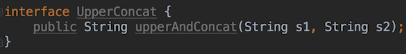 interface UpperConcat {
    public String upperAndConcat(String s1, String s2);
}